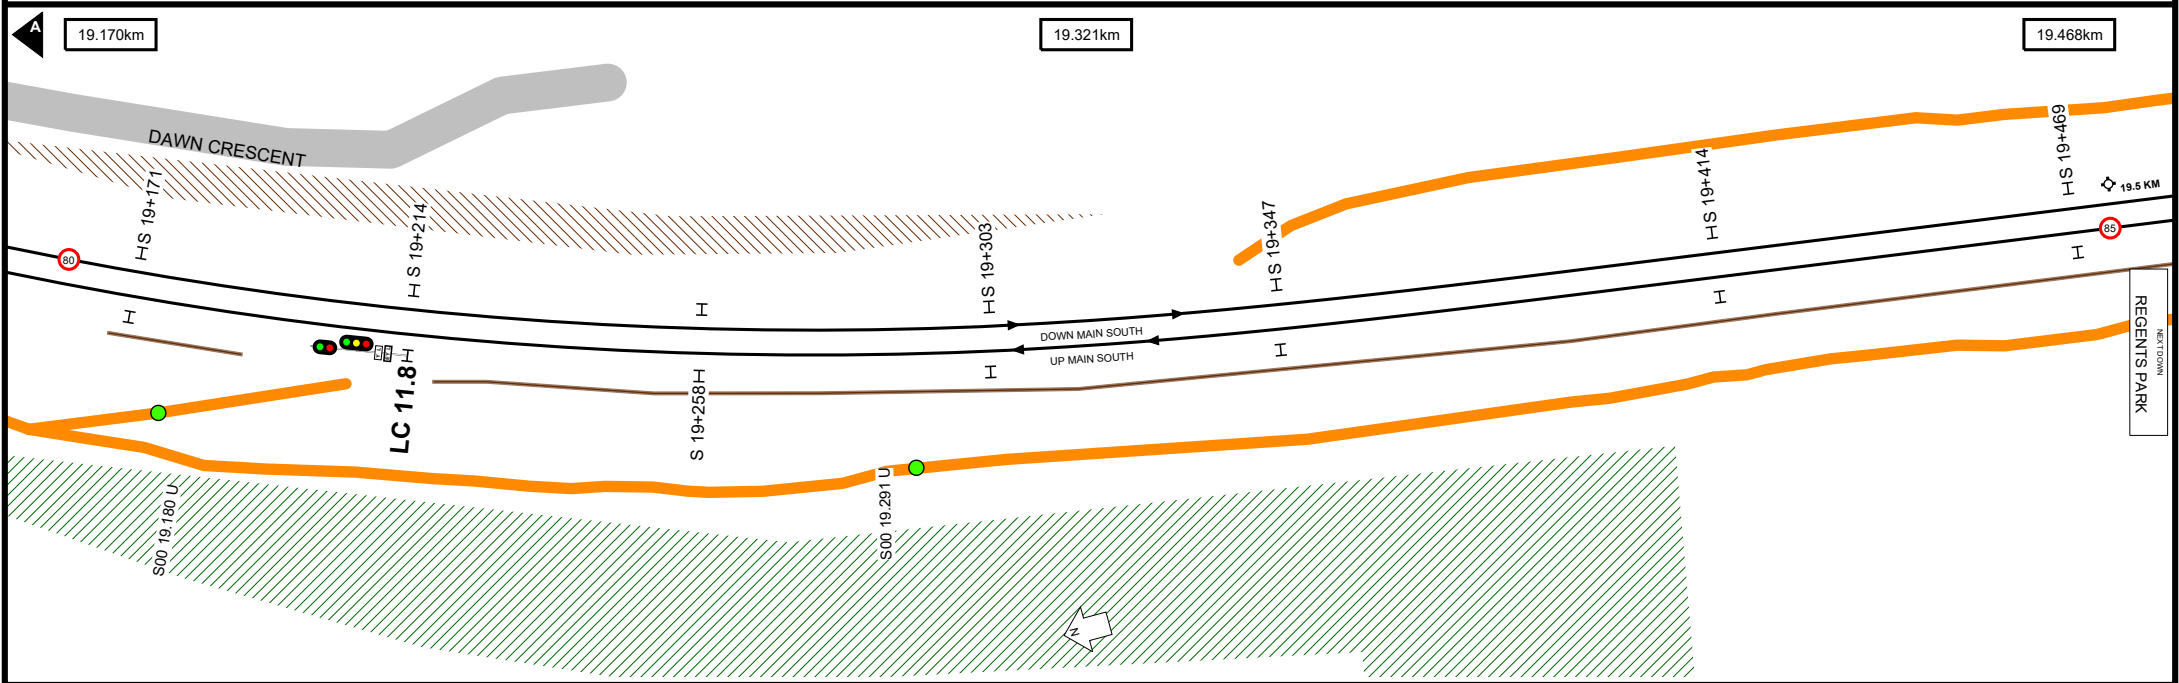 A
19.170km
19.321km
19.468km
DAWN CRESCENT
S 19+171
S 19+214
S 19+303
S 19+347
S 19+414
S 19+469
19.5 KM
80
85
DOWN MAIN SOUTH
UP MAIN SOUTH
LC 11.8
S 19+258
S00 19.180 U
S00 19.291 U
NEXT DOWN
REGENTS PARK
N